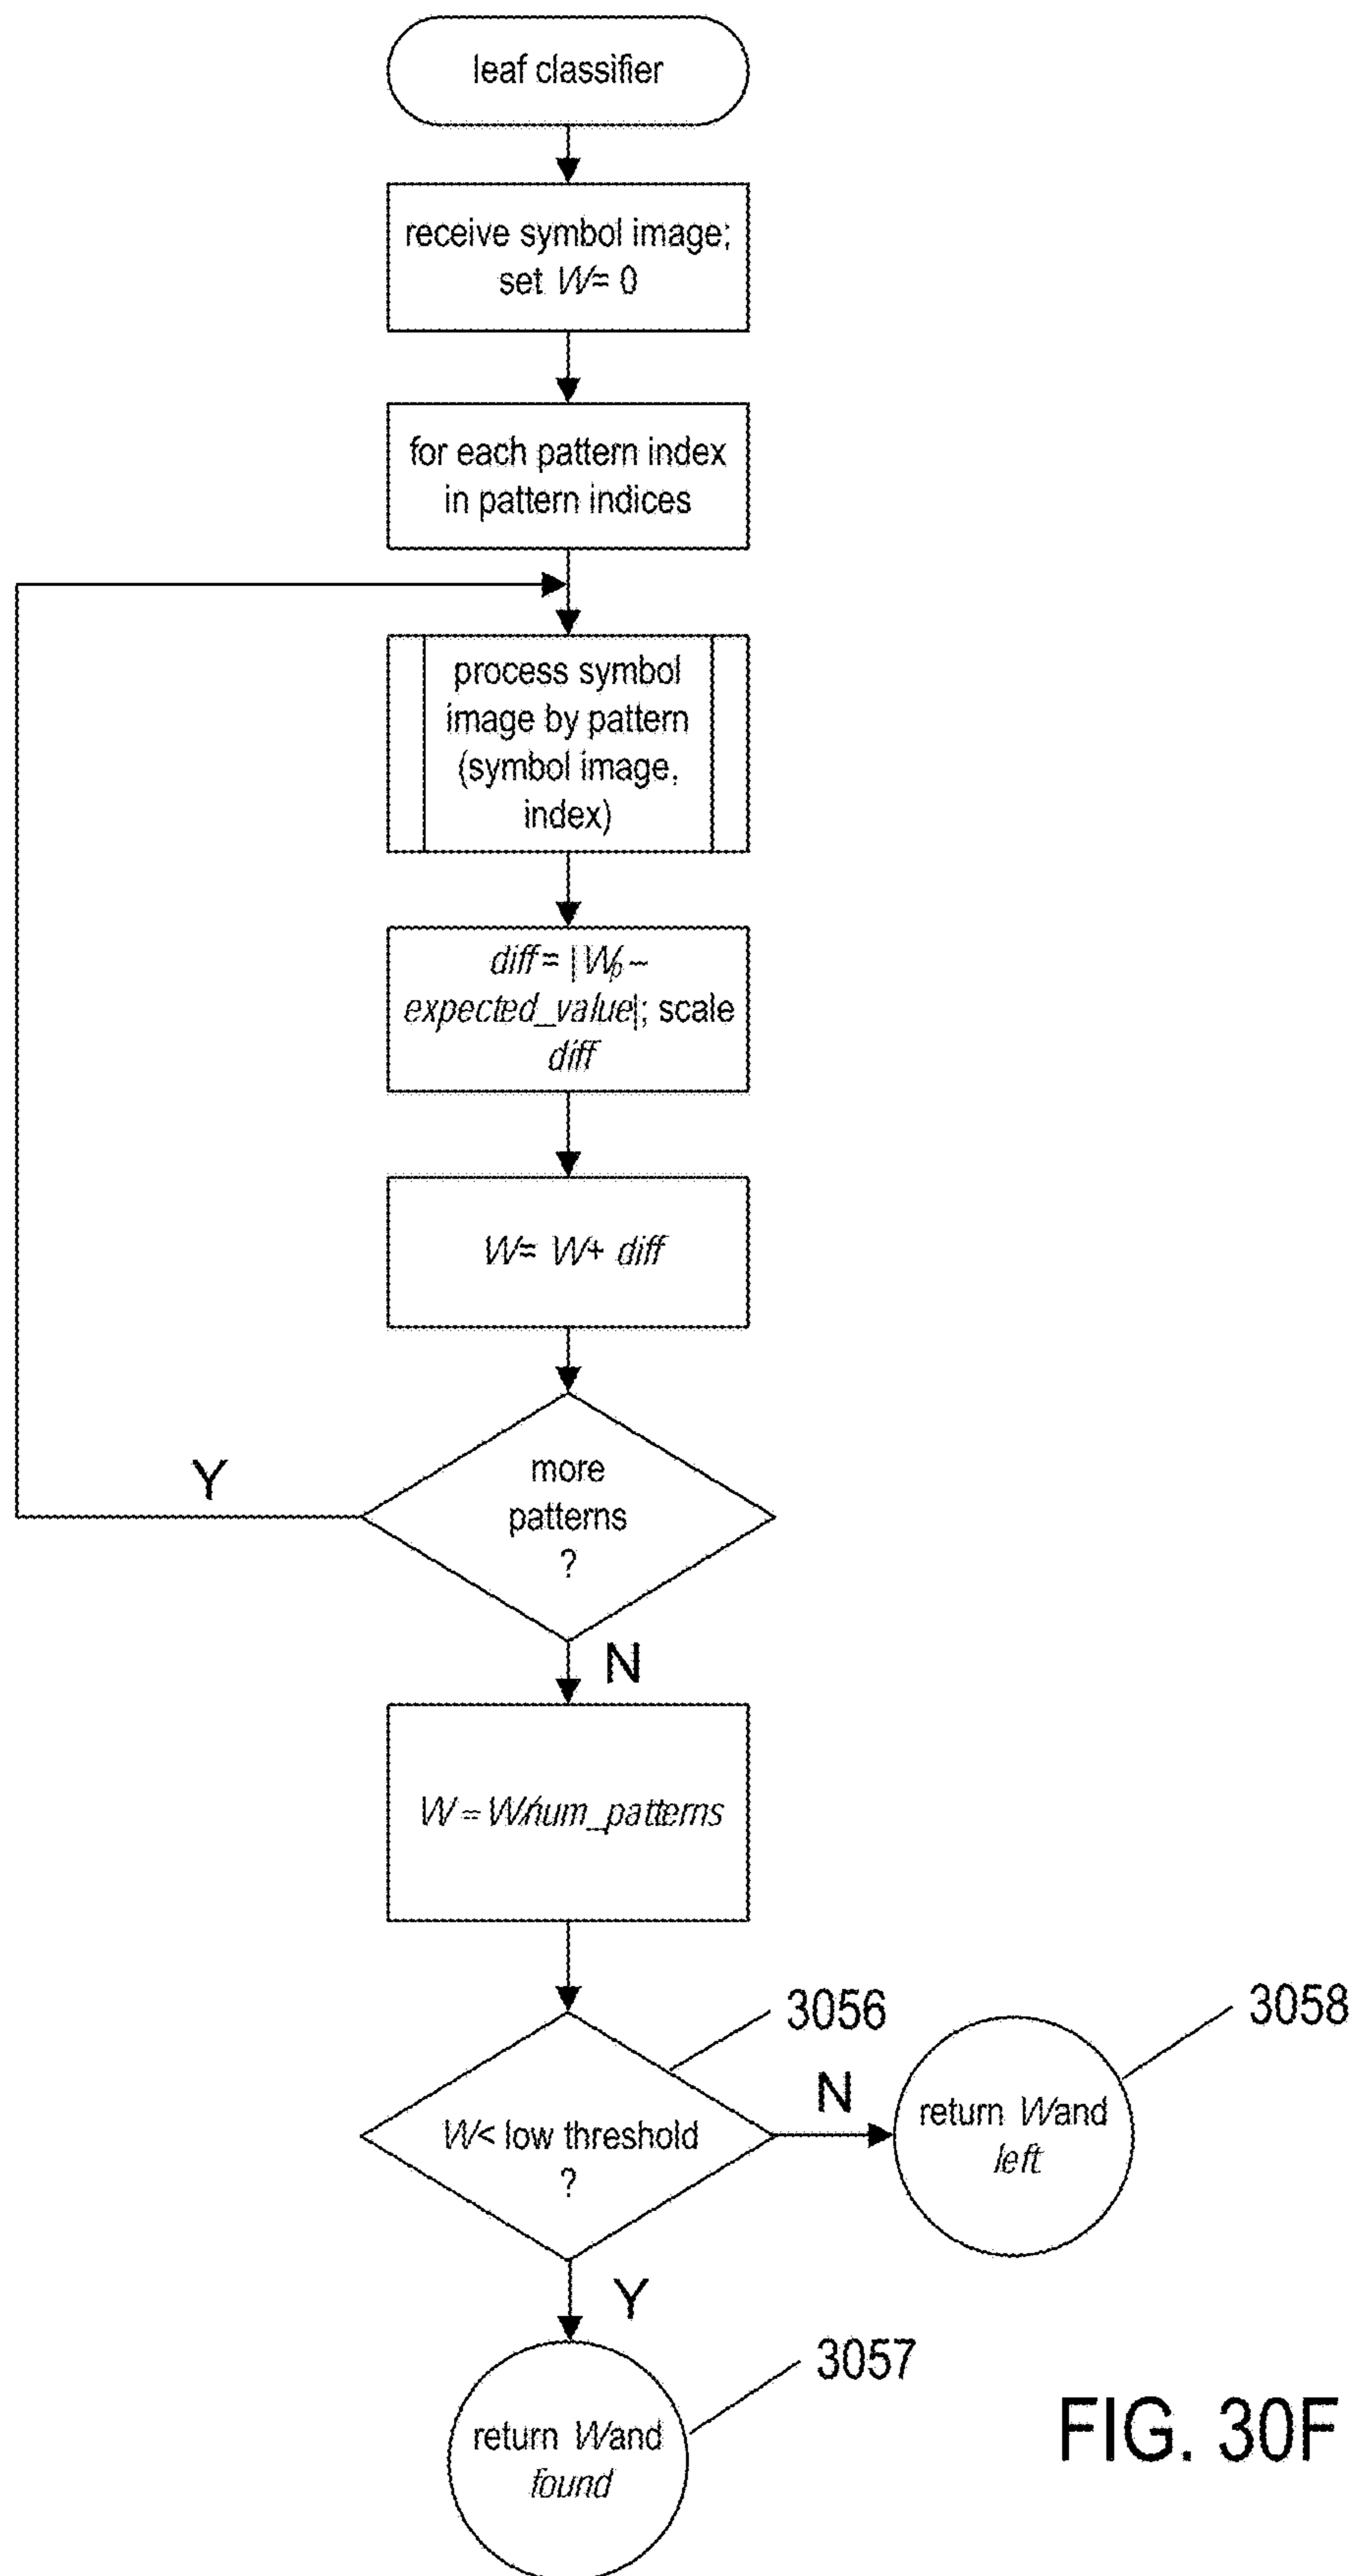 leaf classifier
receive symbol image;
set W= 0
for each pattern index
in pattern indices
process symbol
image by pattern
(symbol image,
index)
diff= |Wp –
expected_value|; scale
diff
W= W+ diff
more
patterns
?
Y
N
W = W/num_patterns
3056
3058
W< low threshold
?
N
return W and
left
Y
3057
return W and
found
FIG. 30F